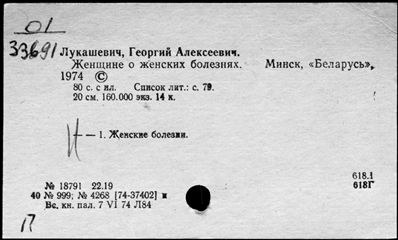 01
33691
Лукашевич, Георгий Алексеевич.
Женщине о женских болезнях. Минск, «Беларусь»,
1974 ©
80 с. с ил. Список лит.: с. 79.
20 см. 160.000 экз. 14 к.
— 1. Женские болезни.
№ 18791 22.19
618.1
40 № 999; № 4268 [74-37402] и
618Г
Вс. кн. пал. 7 VI 74 Л84